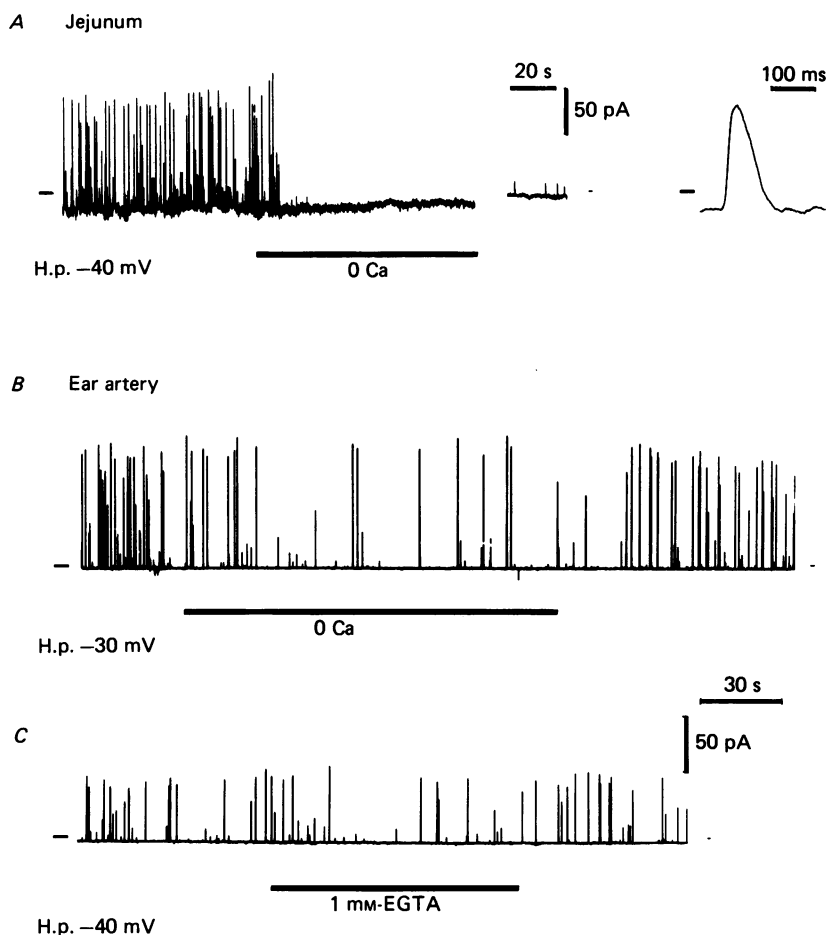 A Jejunum
20 s
100 ms
50 pA
H.p. –40 mV
0 Ca
B Ear artery
0 Ca
H.p. –30 mV
30 s
C
50 pA
1 mM-EGTA
H.p. –40 mV